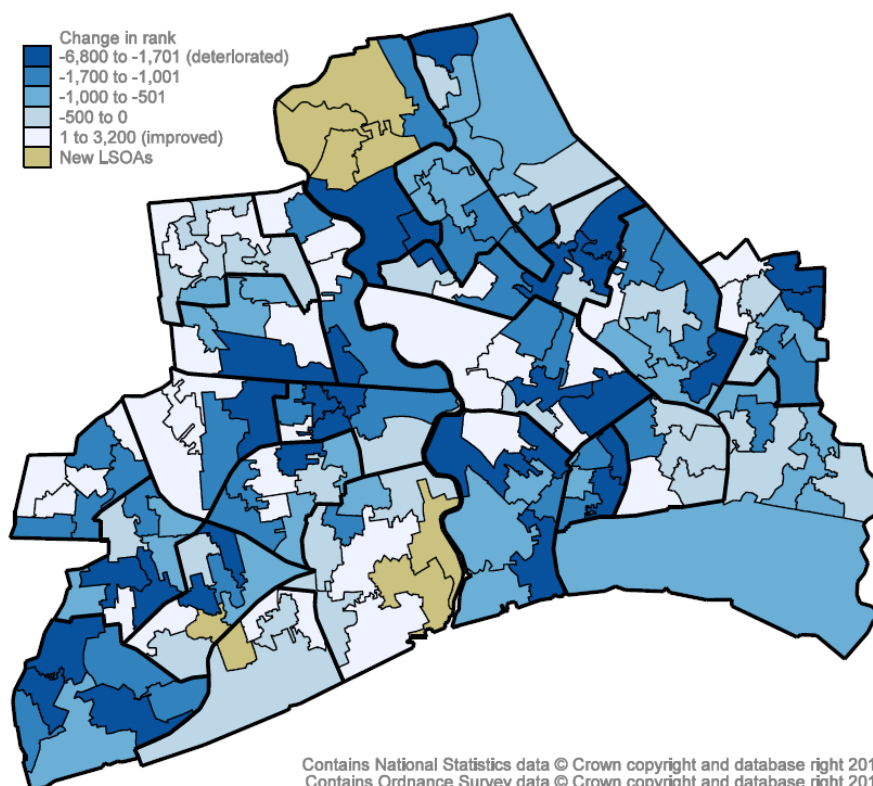 Change in rank
-6,800 to -1,701 (deteriorated)
-1,700 to -1,001
-1,000 to -501
-500 to 0
1 to 3,200 (improved)
New LSOAs
Contains National Statistics data © Crown copyright and database right 201
Contains Ordnance Survey data © Crown copyright and database right 201